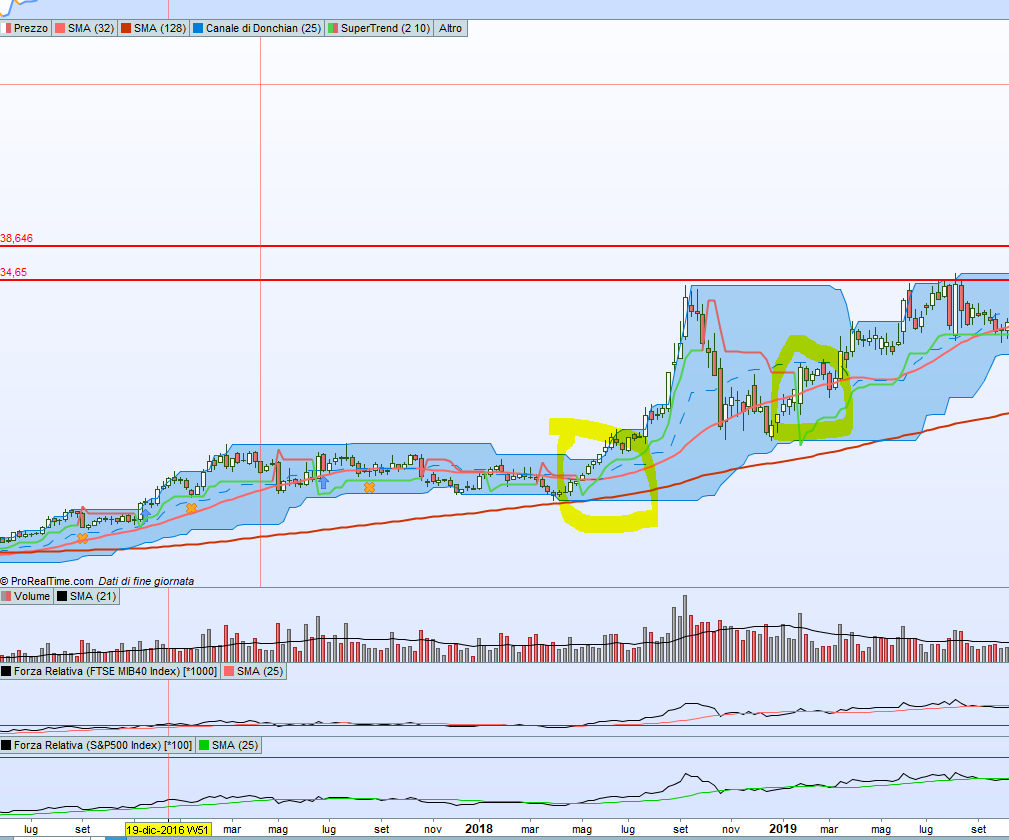 Prezzo SMA (32) SMA (128) Canale di Donchian (25) SuperTrend (2 10) Altro
38,646
34,65
© ProRealTime.com Dati di fine giornata
Volume SMA (21)
Forza Relativa (FTSE MIB40 Index) [*1000] SMA (25)
Forza Relativa (S&P500 Index) [*100] SMA (25)
lug set 19-dic-2016 W51 mar mag lug set nov 2018 mar mag lug set nov 2019 mar mag lug set